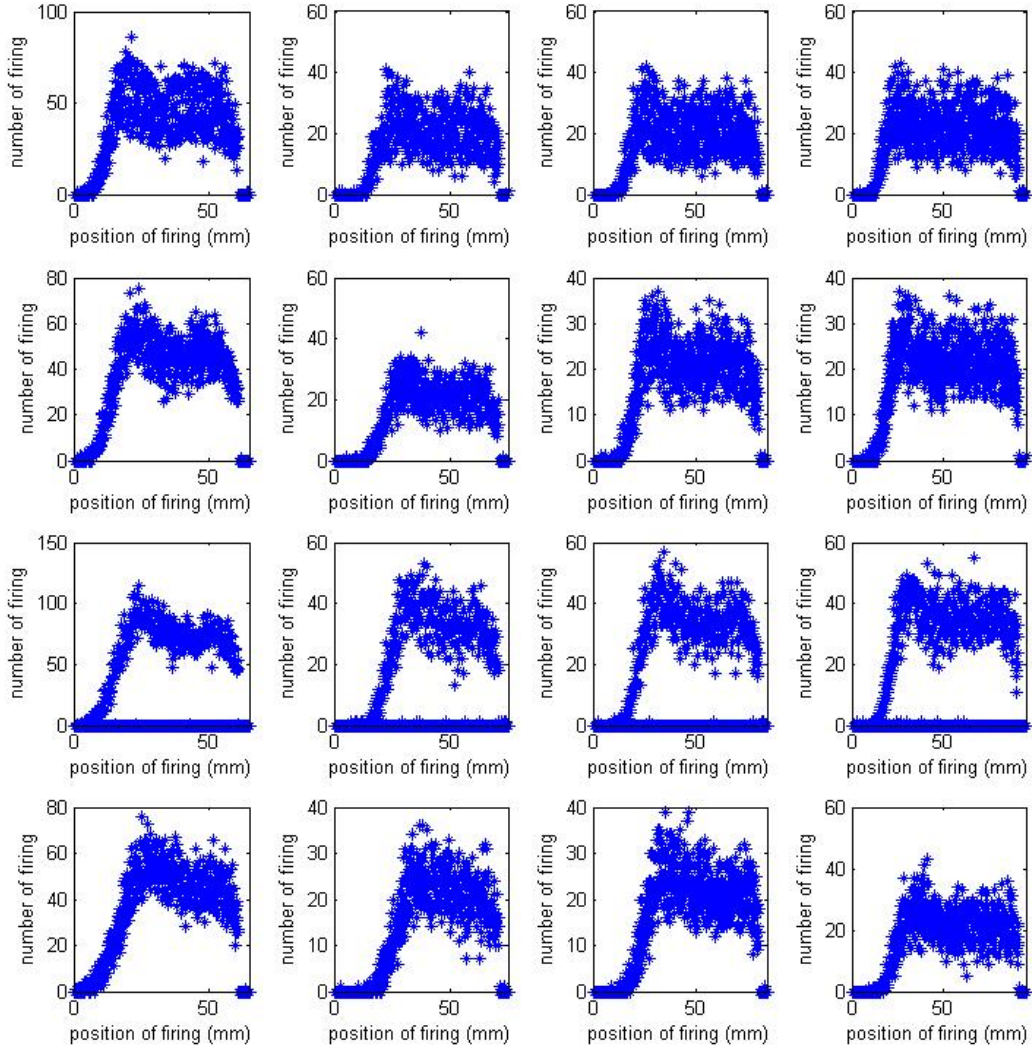 100 60 60 60
number of firing number of firing number of firing number of firing
50 40 40 40
20 20 20
0 0 0 0
0 50 0 50 0 50 0 50
position of firing (mm) position of firing (mm) position of firing (mm) position of firing (mm)
80 60 40 40
number of firing number of firing number of firing number of firing
60 40 30 30
40 20 20 20
20 10 10
0 0 0 0
0 50 0 50 0 50 0 50
position of firing (mm) position of firing (mm) position of firing (mm) position of firing (mm)
150 60 60 60
number of firing number of firing number of firing number of firing
100 40 40 40
50 20 20 20
0 0 0 0
0 50 0 50 0 50 0 50
position of firing (mm) position of firing (mm) position of firing (mm) position of firing (mm)
80 40 40 60
number of firing number of firing number of firing number of firing
60 30 30 40
40 20 20 20
20 10 10
0 0 0 0
0 50 0 50 0 50 0 50
position of firing (mm) position of firing (mm) position of firing (mm) position of firing (mm)